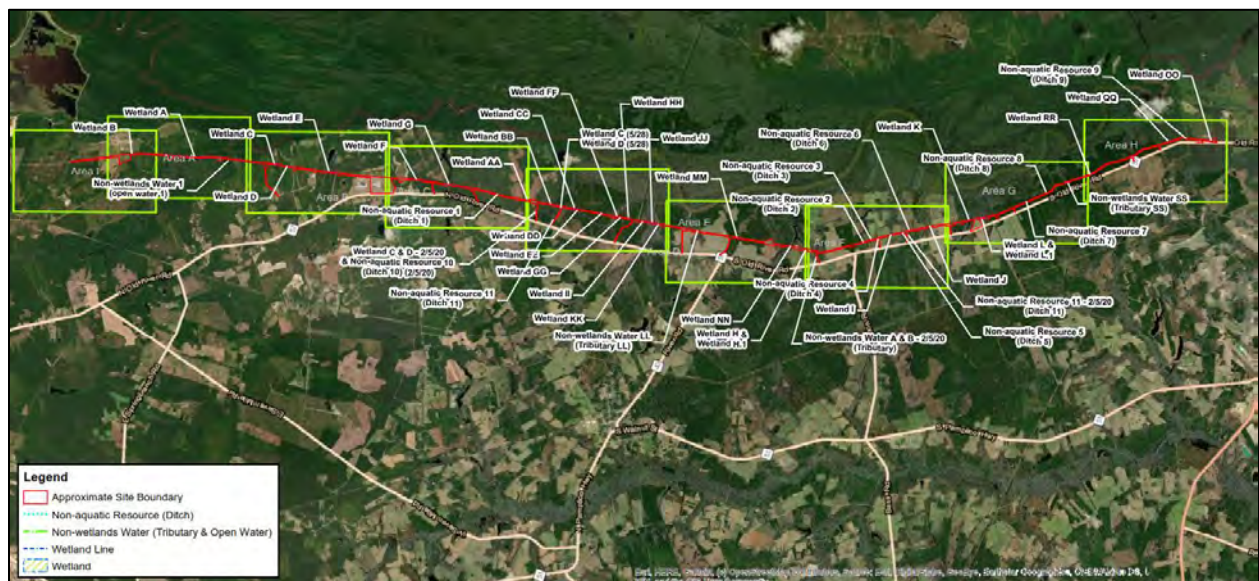 Non-aquatic Resource 9
(Ditch 9)
Wetland OO
Wetland QQ
Wetland RR
Wetland FF
Wetland HH
Wetland CC
Wetland A
Wetland E
Wetland G
Wetland BB
Wetland C (5/28)
Wetland D (5/28)
Wetland JJ
Non-aquatic Resource 6
(Ditch 6)
Wetland K
Wetland B
Wetland C
Wetland F
Wetland AA
Wetland MM
Non-aquatic Resource 3
(Ditch 3)
Non-aquatic Resource 8
(Ditch 8)
Area H
Area A
Area
Non-wetlands Water 1
(open water 1)
Wetland D
Area
Non-aquatic Resource 1
(Ditch 1)
Non-aquatic Resource 2
(Ditch 2)
Area G
Non-wetlands Water SS
(Tributary SS)
Non-aquatic Resource 7
(Ditch 7)
Wetland L &
Wetland L.1
Wetland DD
Wetland EE
Wetland GG
Wetland C & D - 2/5/20
& Non-aquatic Resource 10
(Ditch 10) (2/5/20)
Non-aquatic Resource 11
(Ditch 11)
Wetland II
Wetland KK
Area
Area
Non-wetlands Water LL
(Tributary LL)
Wetland NN
Wetland H &
Wetland H.1
Non-aquatic Resource 4
(Ditch 4)
Wetland I
Wetland J
Non-aquatic Resource 11 - 2/5/20
(Ditch 11)
Non-aquatic Resource 5
(Ditch 5)
Non-wetlands Water A & B - 2/5/20
(Tributary)
S Walnut St
Legend
Approximate Site Boundary
Non-aquatic Resource (Ditch)
Non-wetlands Water (Tributary & Open Water)
Wetland Line
Wetland